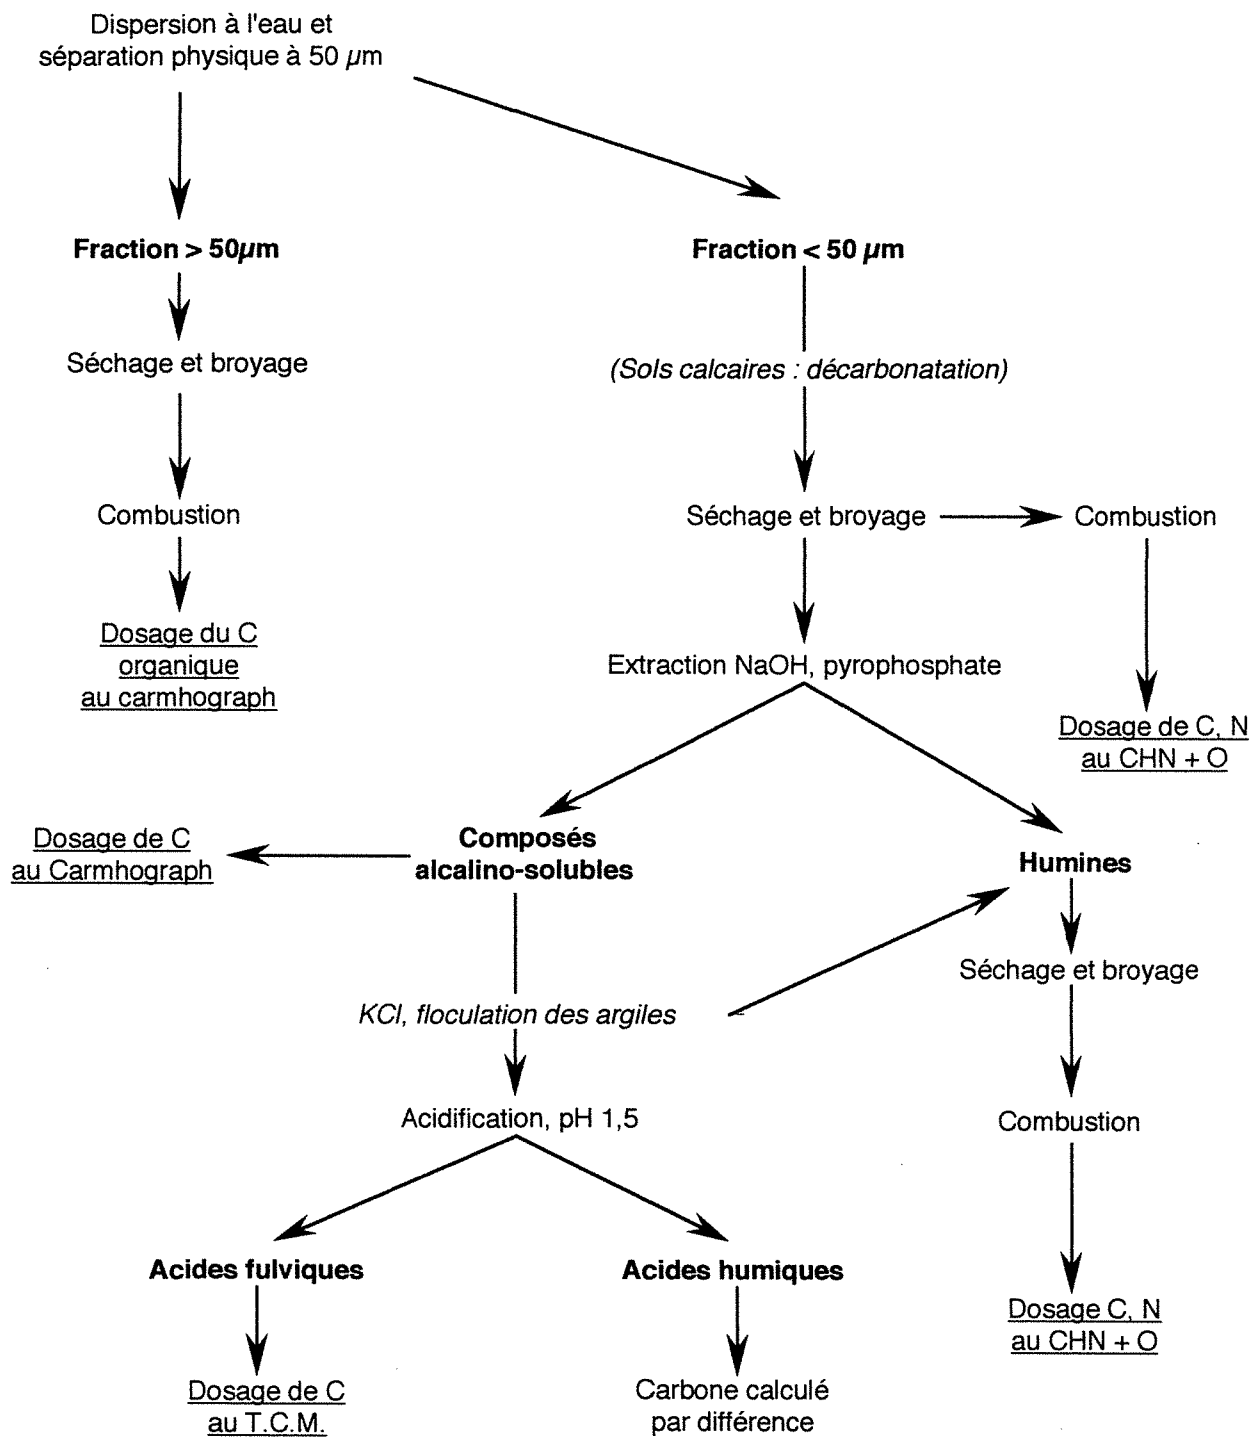 Dispersion à l'eau et
séparation physique à 50 µm
Fraction > 50µm
Fraction < 50 µm
Séchage et broyage
(Sols calcaires : décarbonatation)
Combustion
Séchage et broyage
Combustion
Dosage du C
organique
au carmhograph
Extraction NaOH, pyrophosphate
Dosage de C, N
au CHN + O
Dosage de C
au Carmhograph
Composés
alcalino-solubles
Humines
Séchage et broyage
KCl, floculation des argiles
Acidification, pH 1,5
Combustion
Acides fulviques
Acides humiques
Dosage C, N
au CHN + O
Dosage de C
au T.C.M.
Carbone calculé
par différence